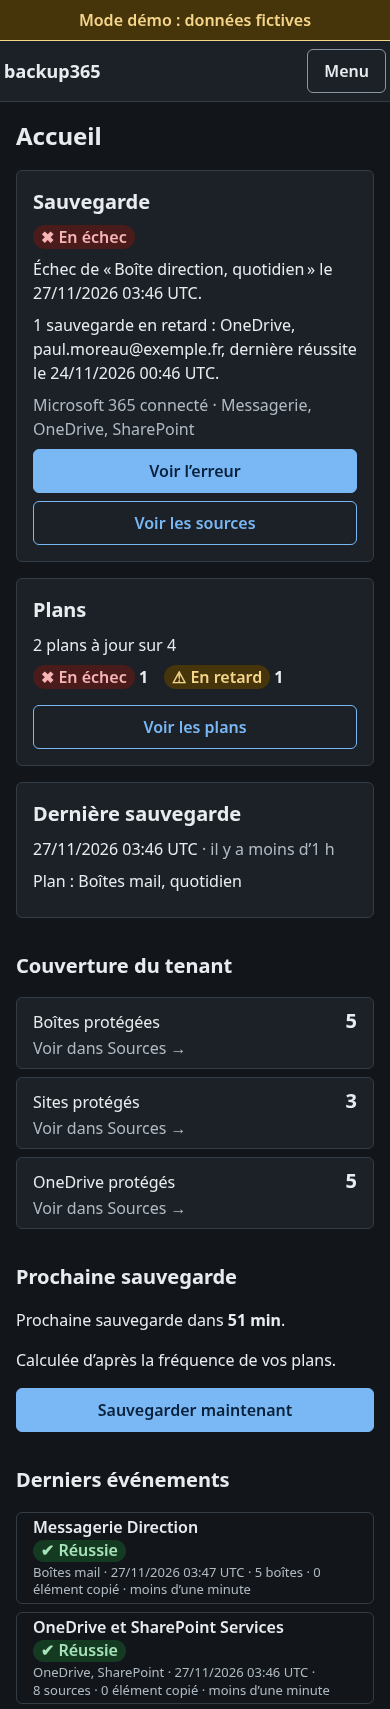 Mode démo : données fictives
backup365
Menu
Accueil
Sauvegarde
✖ En échec
Échec de « Boîte direction, quotidien » le
27/11/2026 03:46 UTC.
1 sauvegarde en retard : OneDrive,
paul.moreau@exemple.fr, dernière réussite
le 24/11/2026 00:46 UTC.
Microsoft 365 connecté · Messagerie,
OneDrive, SharePoint
Voir l’erreur
Voir les sources
Plans
2 plans à jour sur 4
✖ En échec 1 ⚠ En retard 1
Voir les plans
Dernière sauvegarde
27/11/2026 03:46 UTC · il y a moins d’1 h
Plan : Boîtes mail, quotidien
Couverture du tenant
Boîtes protégées 5
Voir dans Sources →
Sites protégés 3
Voir dans Sources →
OneDrive protégés 5
Voir dans Sources →
Prochaine sauvegarde
Prochaine sauvegarde dans 51 min.
Calculée d’après la fréquence de vos plans.
Sauvegarder maintenant
Derniers événements
Messagerie Direction
✔ Réussie
Boîtes mail · 27/11/2026 03:47 UTC · 5 boîtes · 0
élément copié · moins d’une minute
OneDrive et SharePoint Services
✔ Réussie
OneDrive, SharePoint · 27/11/2026 03:46 UTC ·
8 sources · 0 élément copié · moins d’une minute